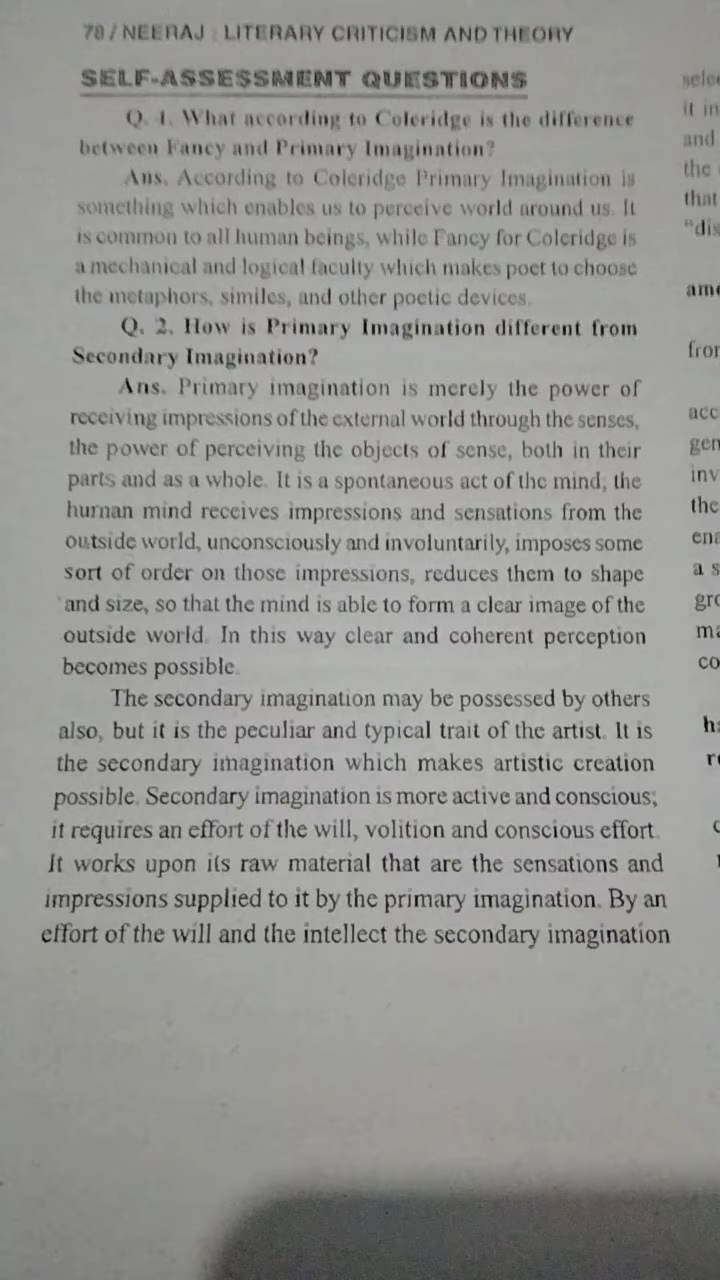 78 / NEERAJ : LITERARY CRITICISM AND THEORY
SELF-ASSESSMENT QUESTIONS
Q. 1. What according to Coleridge is the difference
between Fancy and Primary Imagination?
Ans. According to Coleridge Primary Imagination is
something which enables us to perceive world around us. It
is common to all human beings, while Fancy for Coleridge is
a mechanical and logical faculty which makes poet to choose
the metaphors, similes, and other poetic devices.
Q. 2. How is Primary Imagination different from
Secondary Imagination?
Ans. Primary imagination is merely the power of
receiving impressions of the external world through the senses,
the power of perceiving the objects of sense, both in their
parts and as a whole. It is a spontaneous act of the mind; the
human mind receives impressions and sensations from the
outside world, unconsciously and involuntarily, imposes some
sort of order on those impressions, reduces them to shape
and size, so that the mind is able to form a clear image of the
outside world. In this way clear and coherent perception
becomes possible.
The secondary imagination may be possessed by others
also, but it is the peculiar and typical trait of the artist. It is
the secondary imagination which makes artistic creation
possible. Secondary imagination is more active and conscious;
it requires an effort of the will, volition and conscious effort.
It works upon its raw material that are the sensations and
impressions supplied to it by the primary imagination. By an
effort of the will and the intellect the secondary imagination
it in
and
the
that